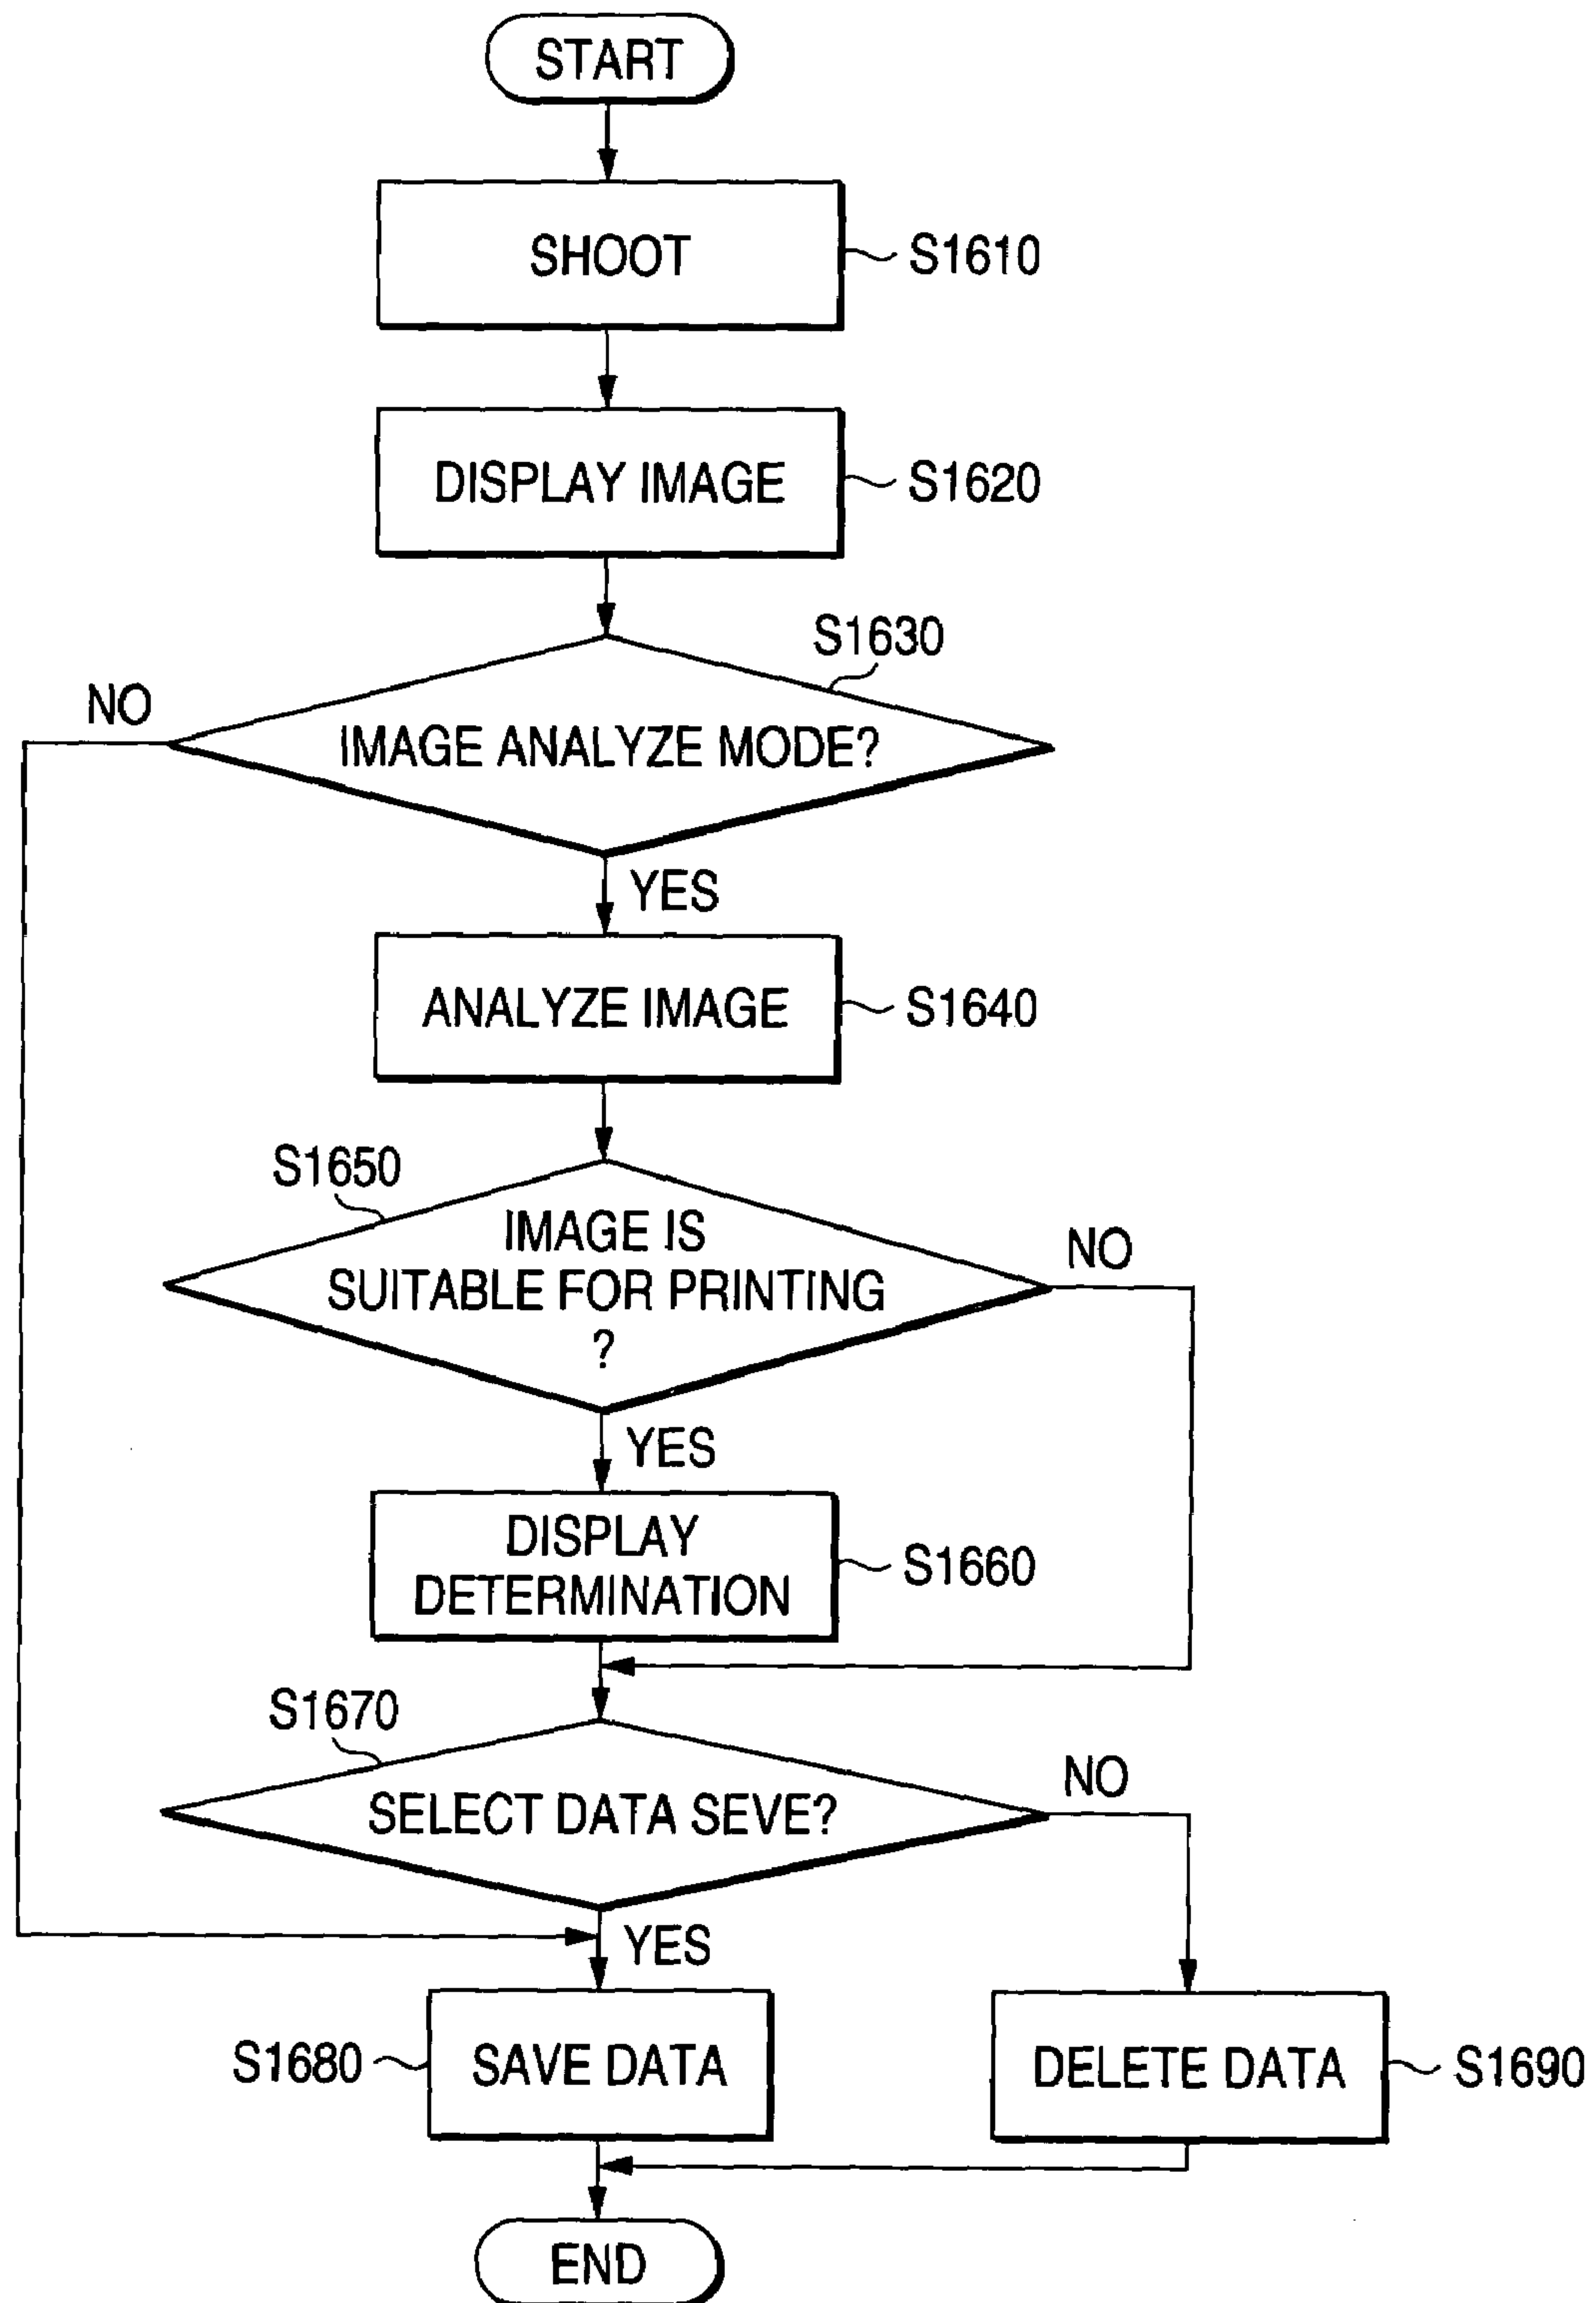 START
SHOOT
S1610
DISPLAY IMAGE
S1620
S1630
NO
IMAGE ANALYZE MODE?
YES
ANALYZE IMAGE
S1640
S1650
IMAGE IS
SUITABLE FOR PRINTING
?
NO
YES
DISPLAY
DETERMINATION
S1660
S1670
NO
SELECT DATA SEVE?
YES
S1680
SAVE DATA
DELETE DATA
S1690
END